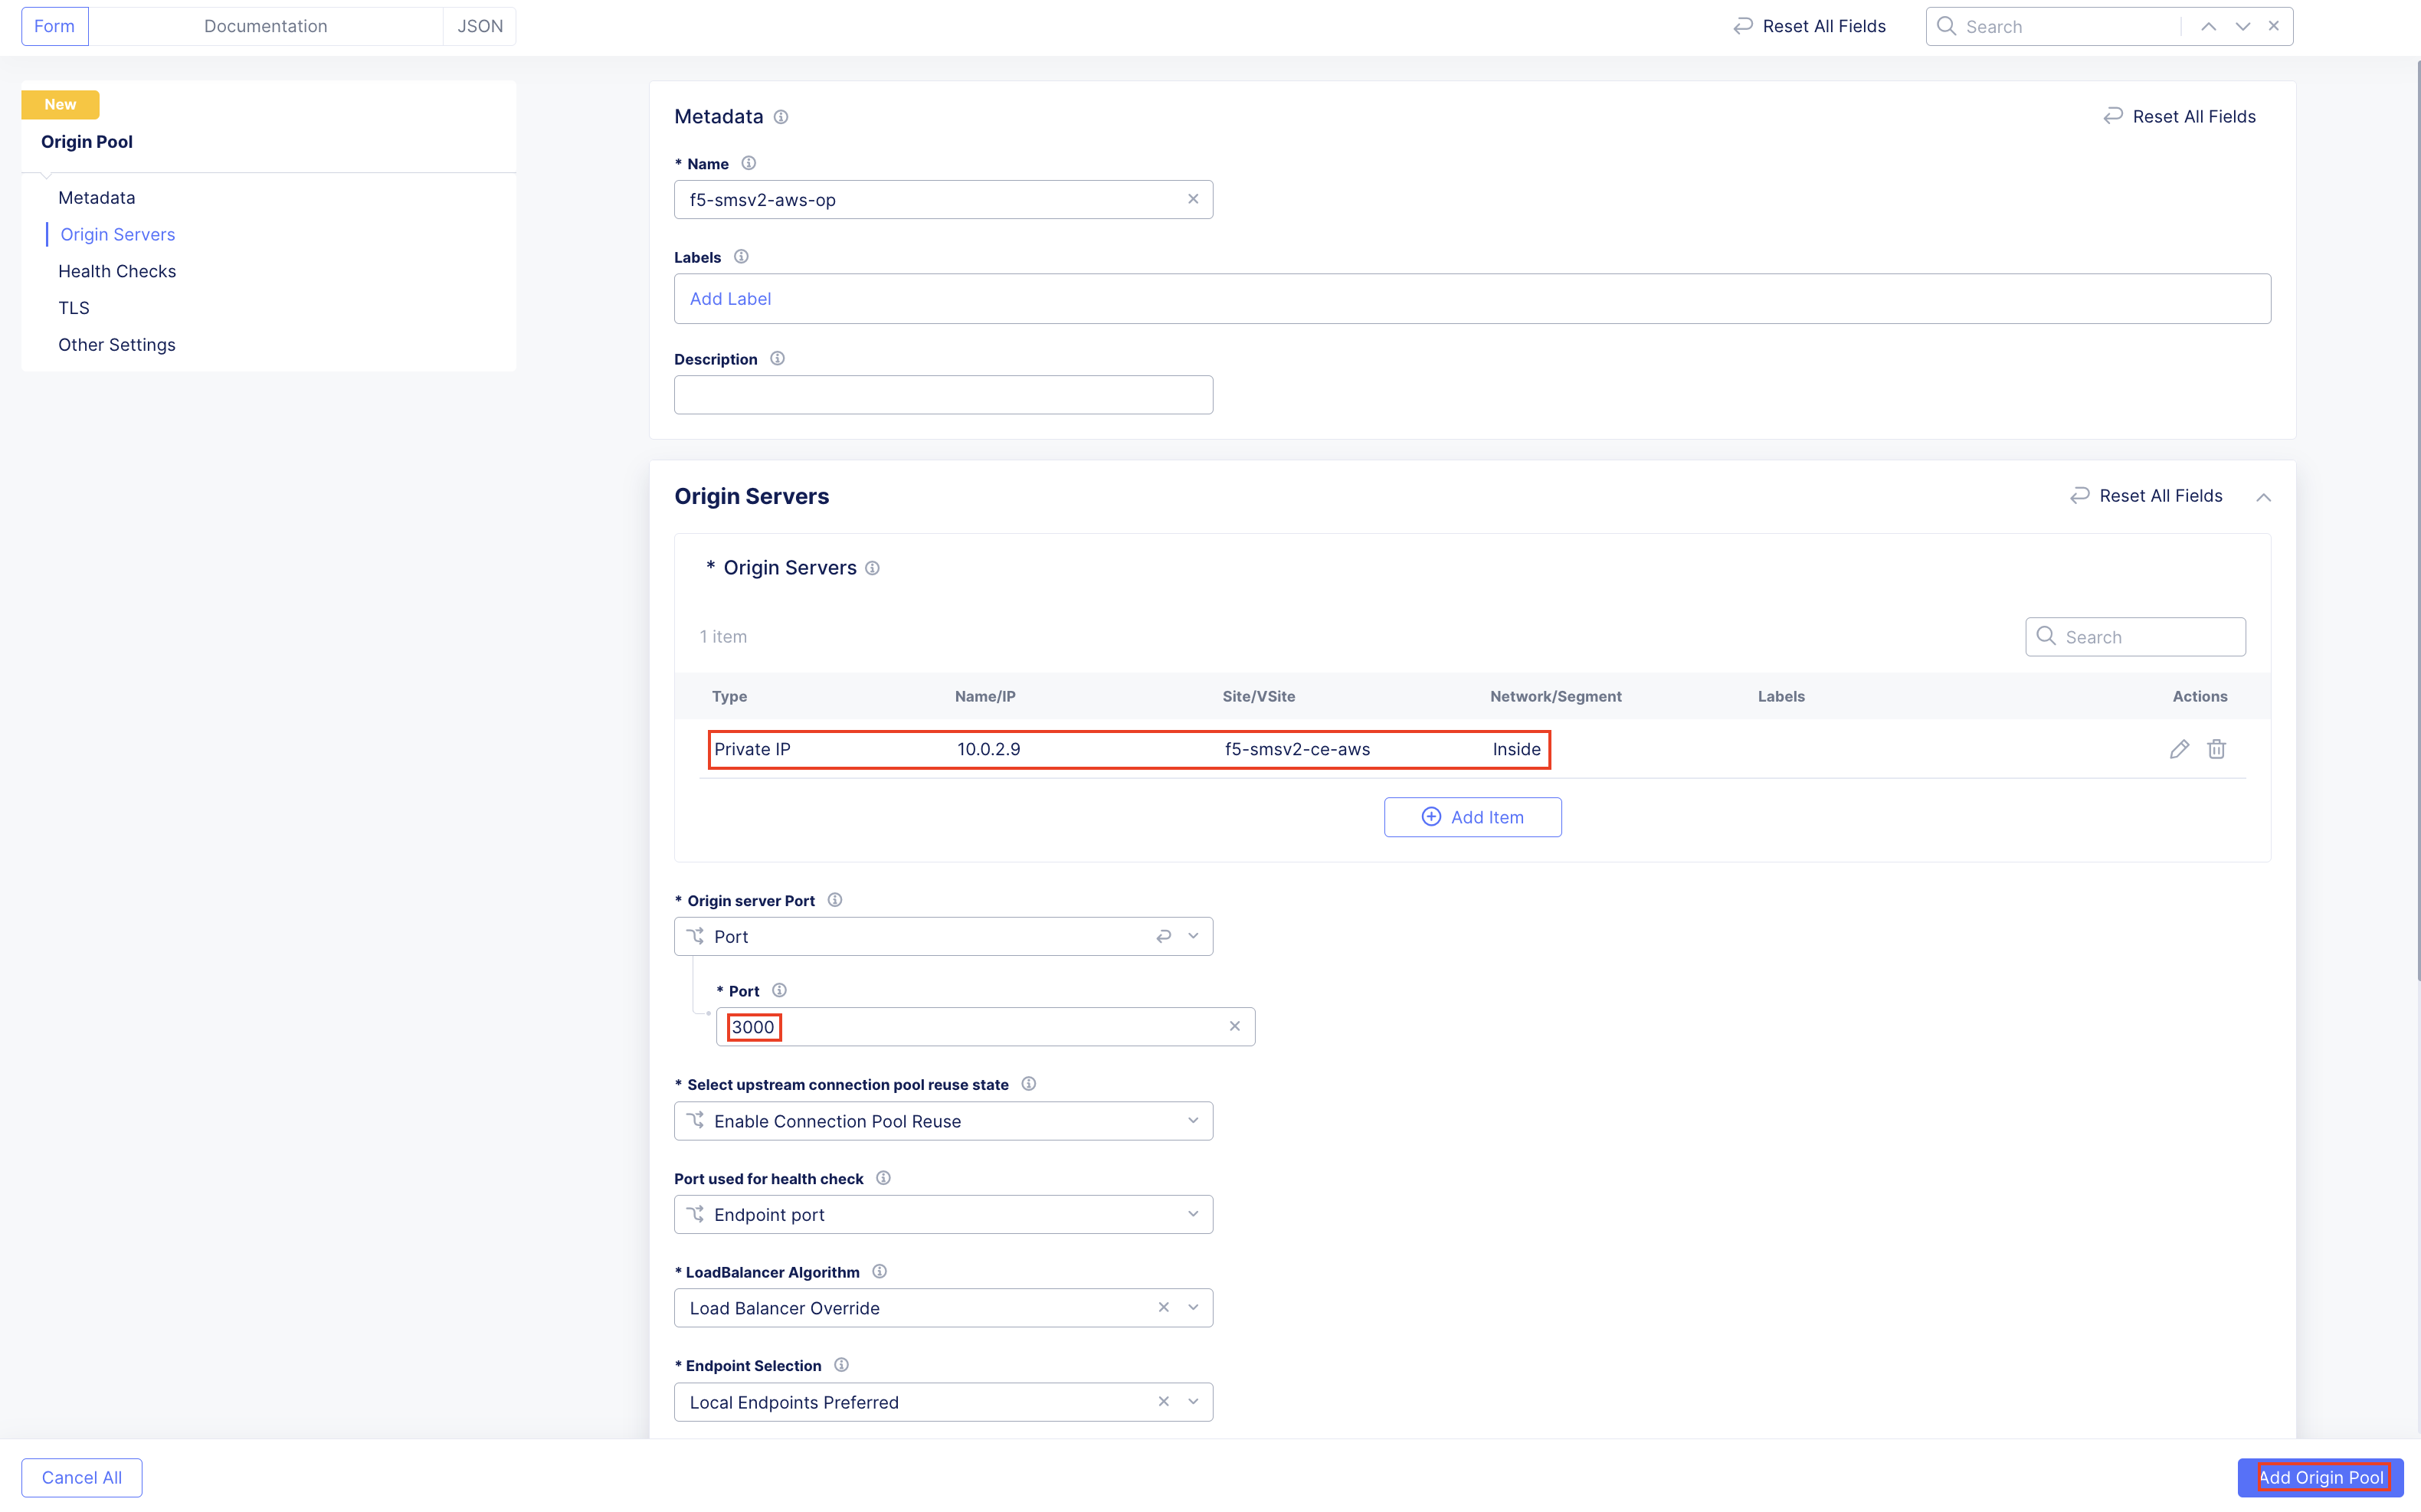 Form
Documentation
JSON
Reset All Fields
Search
New
Origin Pool
Metadata
Origin Servers
Health Checks
TLS
Other Settings
Metadata
Reset All Fields
* Name
f5-smsv2-aws-op
Labels
Add Label
Description
Origin Servers
Reset All Fields
* Origin Servers
1 item
Search
Type Name/IP Site/VSite Network/Segment Labels Actions
Private IP 10.0.2.9 f5-smsv2-ce-aws Inside
Add Item
* Origin server Port
Port
* Port
3000
* Select upstream connection pool reuse state
Enable Connection Pool Reuse
Port used for health check
Endpoint port
* LoadBalancer Algorithm
Load Balancer Override
* Endpoint Selection
Local Endpoints Preferred
Cancel All
Add Origin Pool